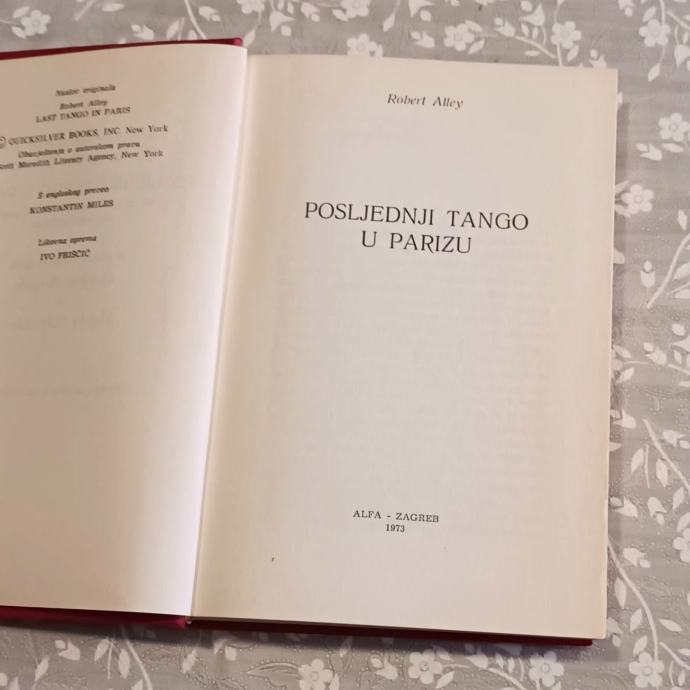 Naslov originala
Robert Alley
LAST TANGO IN PARIS
© QUICKSILVER BOOKS, INC. New York
Obavještenja o autorskom pravu
Scott Meredith Literary Agency, New York
S engleskog preveo
KONSTANTIN MILES
Likovna oprema
IVO FRIŠČIĆ
Robert Alley
POSLJEDNJI TANGO
U PARIZU
ALFA - ZAGREB
1973